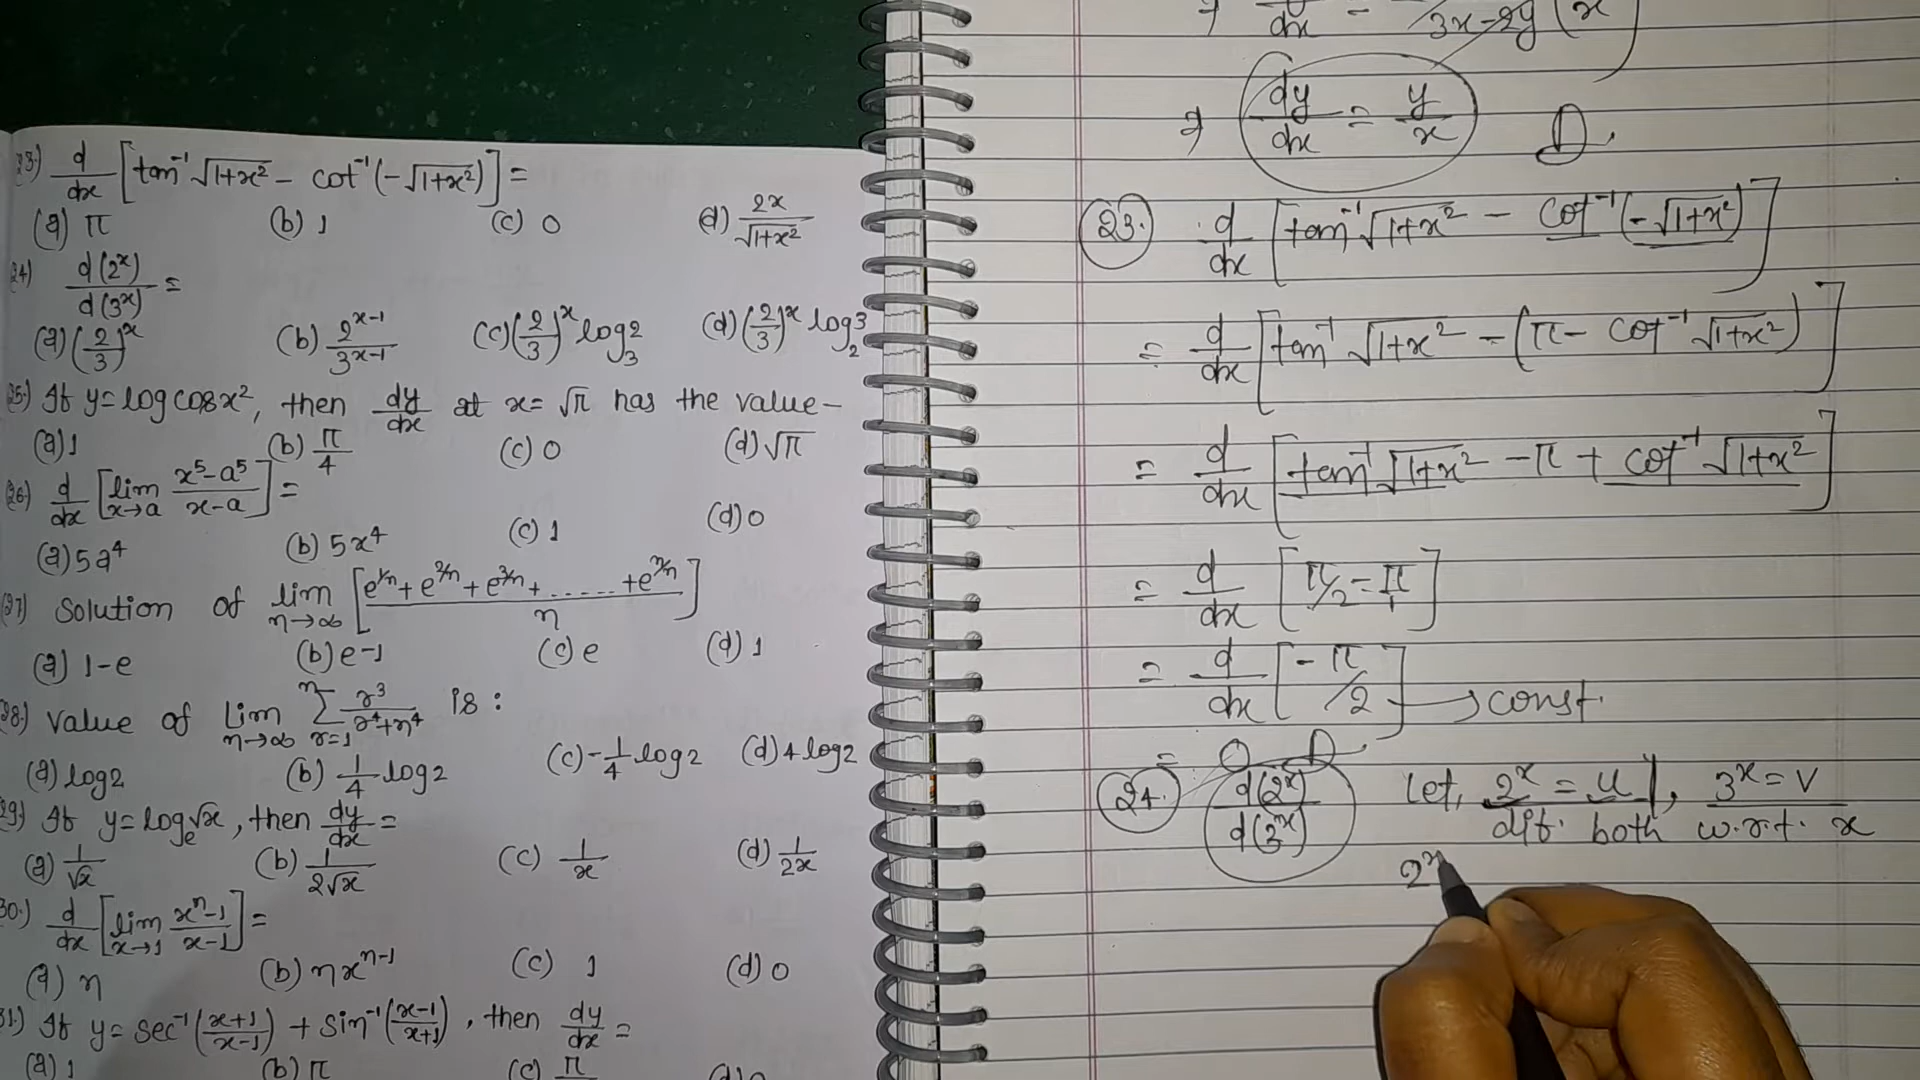 23.) d/dx [tan⁻¹ √1+x² - cot⁻¹ (-√1+x²)] =
(a) π (b) 1 (c) 0 (d) 2x/√1+x²
24) d(2ˣ)/d(3ˣ) =
(a) (2/3)ˣ (b) 2ˣ⁻¹/3ˣ⁻¹ (c) (2/3)ˣ log₃2 (d) (2/3)ˣ log₂3
25.) If y = log cos x², then dy/dx at x = √π has the value -
(a) 1 (b) π/4 (c) 0 (d) √π
26.) d/dx [lim x→a x⁵-a⁵/x-a] =
(a) 5a⁴ (b) 5x⁴ (c) 1 (d) 0
27) Solution of lim n→∞ [e^1/n + e^2/n + e^3/n + ...... + e^n/n / n]
(a) 1-e (b) e-1 (c) e (d) 1
28.) Value of Lim n→∞ n Σ r=1 r³/r⁴+n⁴ is :
(a) log2 (b) 1/4 log2 (c) -1/4 log2 (d) 4 log2
29.) If y = logₑ√x, then dy/dx =
(a) 1/√x (b) 1/2√x (c) 1/x (d) 1/2x
30.) d/dx [lim x→1 xⁿ-1/x-1] =
(a) n (b) nxⁿ⁻¹ (c) 1 (d) 0
31.) If y = sec⁻¹ (x+1/x-1) + sin⁻¹ (x-1/x+1), then dy/dx =
(a) 1 (b) π (c) π
⇒ dy/dx = y/x D
23. d/dx [tan⁻¹ √1+x² - cot⁻¹ (-√1+x²)]
= d/dx [tan⁻¹ √1+x² - (π - cot⁻¹ √1+x²)]
= d/dx [tan⁻¹ √1+x² - π + cot⁻¹ √1+x²]
= d/dx [π/2 - π/1]
= d/dx [-π/2] → const.
= 0
24. d(2ˣ)/d(3ˣ) Let, 2ˣ = u, 3ˣ = v
dif. both w.r.t. x
2ˣ